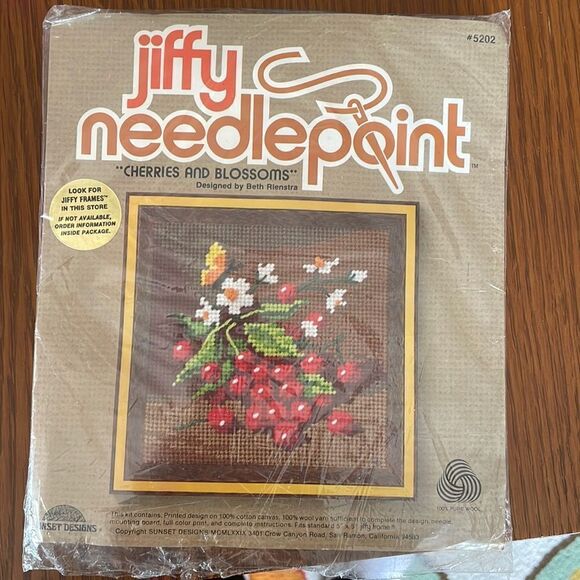 #5202
jiffy
needlepoint™
"CHERRIES AND BLOSSOMS"
Designed by Beth Rienstra
LOOK FOR
JIFFY FRAMES™
IN THIS STORE
IF NOT AVAILABLE,
ORDER INFORMATION
INSIDE PACKAGE.
SUNSET DESIGNS
This kit contains: Printed design on 100% cotton canvas, 100% wool yarn sufficient to complete the design, needle,
mounting board, full color print, and complete instructions. Fits standard 5" x 5" jiffy frame.®
Copyright SUNSET DESIGNS MCMLXXIX 3401 Crow Canyon Road, San Ramon, California 94583
100% PURE WOOL